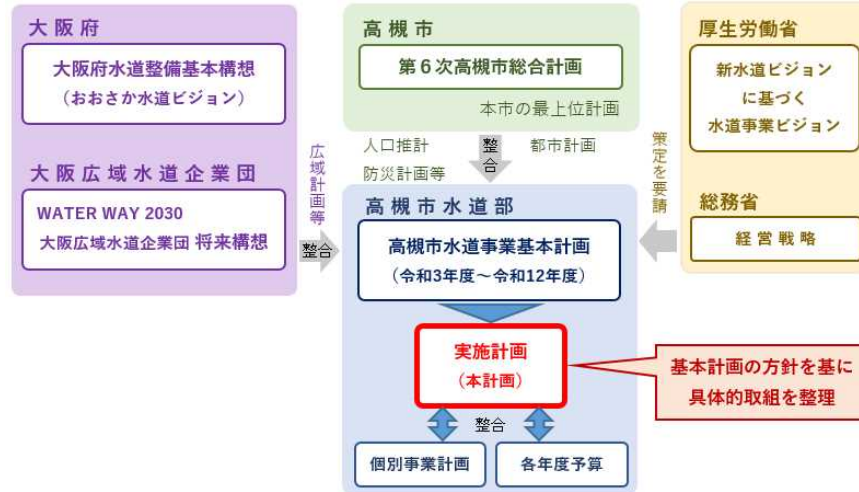 大阪府
大阪府水道整備基本構想
（おおさか水道ビジョン）
大阪広域水道企業団
WATER WAY 2030
大阪広域水道企業団 将来構想
広域計画等
整合
高槻市
第６次高槻市総合計画
本市の最上位計画
人口推計
防災計画等
整合
都市計画
高槻市水道部
高槻市水道事業基本計画
（令和3年度～令和12年度）
実施計画
（本計画）
整合
個別事業計画
各年度予算
策定を要請
厚生労働省
新水道ビジョン
に基づく
水道事業ビジョン
総務省
経営戦略
基本計画の方針を基に
具体的取組を整理